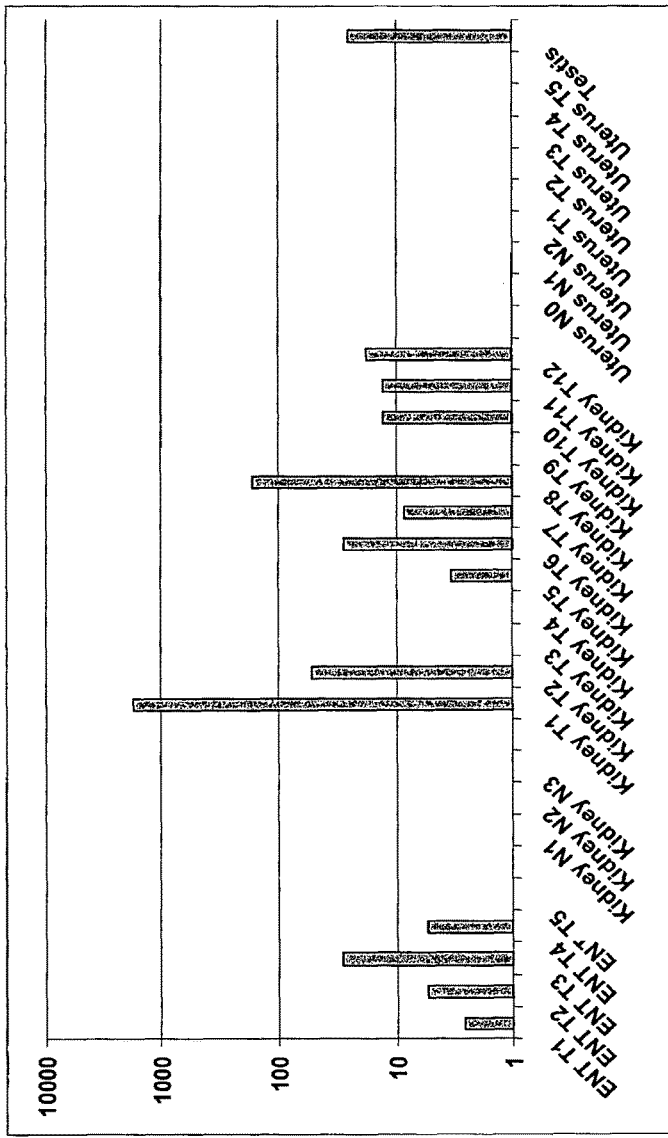 10000
1000
100
10
1
ENT T1
ENT T2
ENT T3
ENT T4
ENT T5
Kidney N1
Kidney N2
Kidney N3
Kidney T1
Kidney T2
Kidney T3
Kidney T4
Kidney T5
Kidney T6
Kidney T7
Kidney T8
Kidney T9
Kidney T10
Kidney T11
Kidney T12
Uterus N0
Uterus N1
Uterus N2
Uterus T1
Uterus T2
Uterus T3
Uterus T4
Uterus T5
Testis